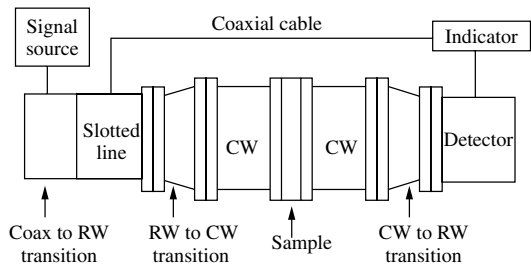 Signal
source
Coaxial cable
Indicator
Slotted
line
CW
CW
Detector
Coax to RW
transition
RW to CW
transition
Sample
CW to RW
transition